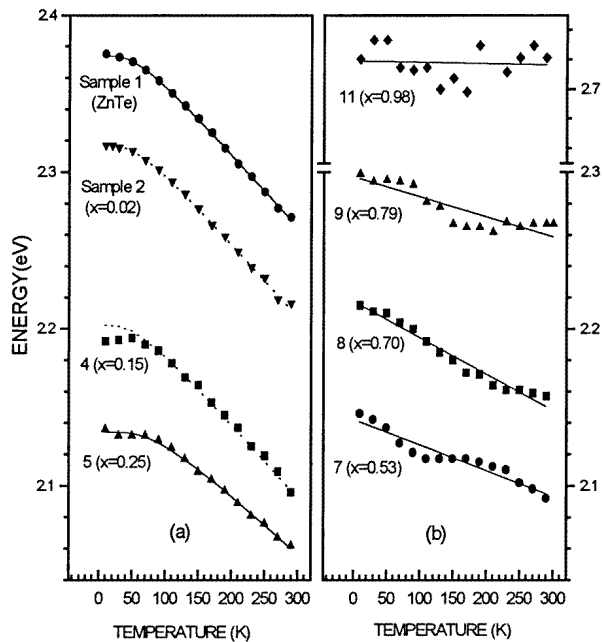 ENERGY(eV)
2.4
2.3
2.2
2.1
Sample 1
(ZnTe)
Sample 2
(x=0.02)
4 (x=0.15)
5 (x=0.25)
(a)
0 50 100 150 200 250 300
TEMPERATURE (K)
11 (x=0.98)
9 (x=0.79)
8 (x=0.70)
7 (x=0.53)
(b)
2.7
2.3
2.2
2.1
0 50 100 150 200 250 300
TEMPERATURE (K)